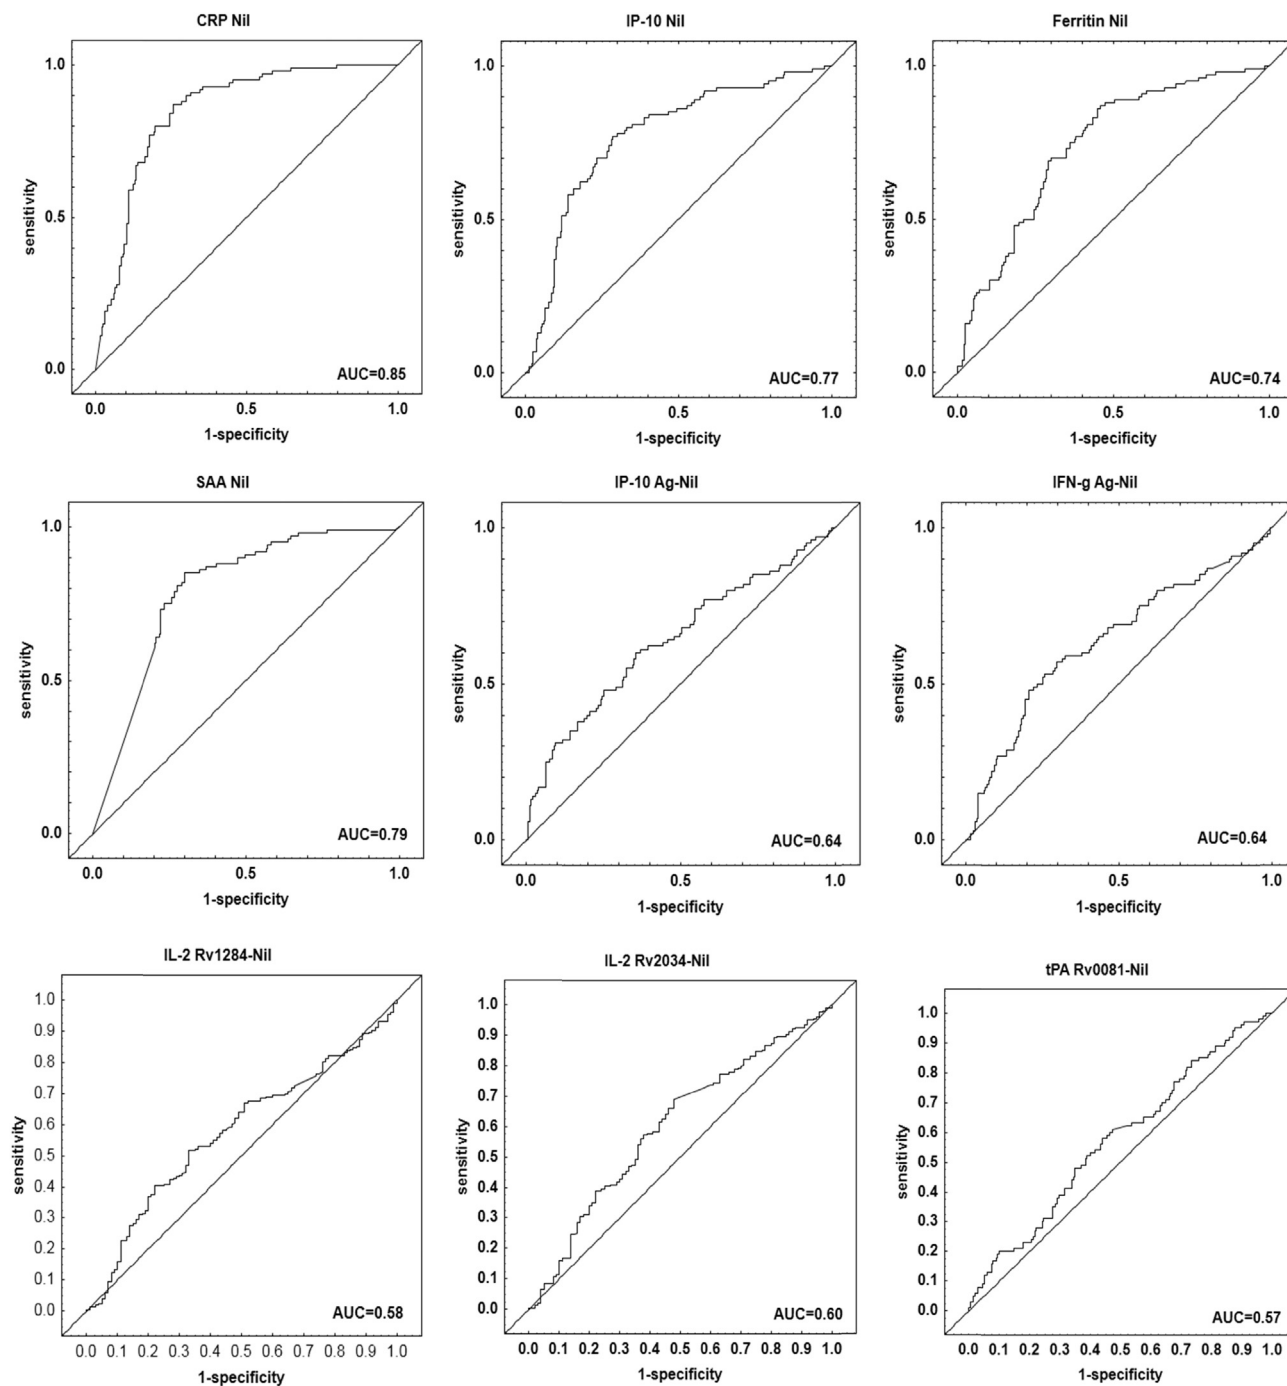 CRP Nil
IP-10 Nil
Ferritin Nil
1.0
0.5
0.0
sensitivity
AUC=0.85
0.0 0.5 1.0
1-specificity
1.0
0.5
0.0
sensitivity
AUC=0.77
0.0 0.5 1.0
1-specificity
1.0
0.5
0.0
sensitivity
AUC=0.74
0.0 0.5 1.0
1-specificity
SAA Nil
IP-10 Ag-Nil
IFN-g Ag-Nil
1.0
0.5
0.0
sensitivity
AUC=0.79
0.0 0.5 1.0
1-specificity
1.0
0.5
0.0
sensitivity
AUC=0.64
0.0 0.5 1.0
1-specificity
1.0
0.5
0.0
sensitivity
AUC=0.64
0.0 0.5 1.0
1-specificity
IL-2 Rv1284-Nil
IL-2 Rv2034-Nil
tPA Rv0081-Nil
1.0
0.9
0.8
0.7
0.6
0.5
0.4
0.3
0.2
0.1
0.0
sensitivity
AUC=0.58
0.0 0.1 0.2 0.3 0.4 0.5 0.6 0.7 0.8 0.9 1.0
1-specificity
1.0
0.9
0.8
0.7
0.6
0.5
0.4
0.3
0.2
0.1
0.0
sensitivity
AUC=0.60
0.0 0.1 0.2 0.3 0.4 0.5 0.6 0.7 0.8 0.9 1.0
1-specificity
1.0
0.9
0.8
0.7
0.6
0.5
0.4
0.3
0.2
0.1
0.0
sensitivity
AUC=0.57
0.0 0.1 0.2 0.3 0.4 0.5 0.6 0.7 0.8 0.9 1.0
1-specificity